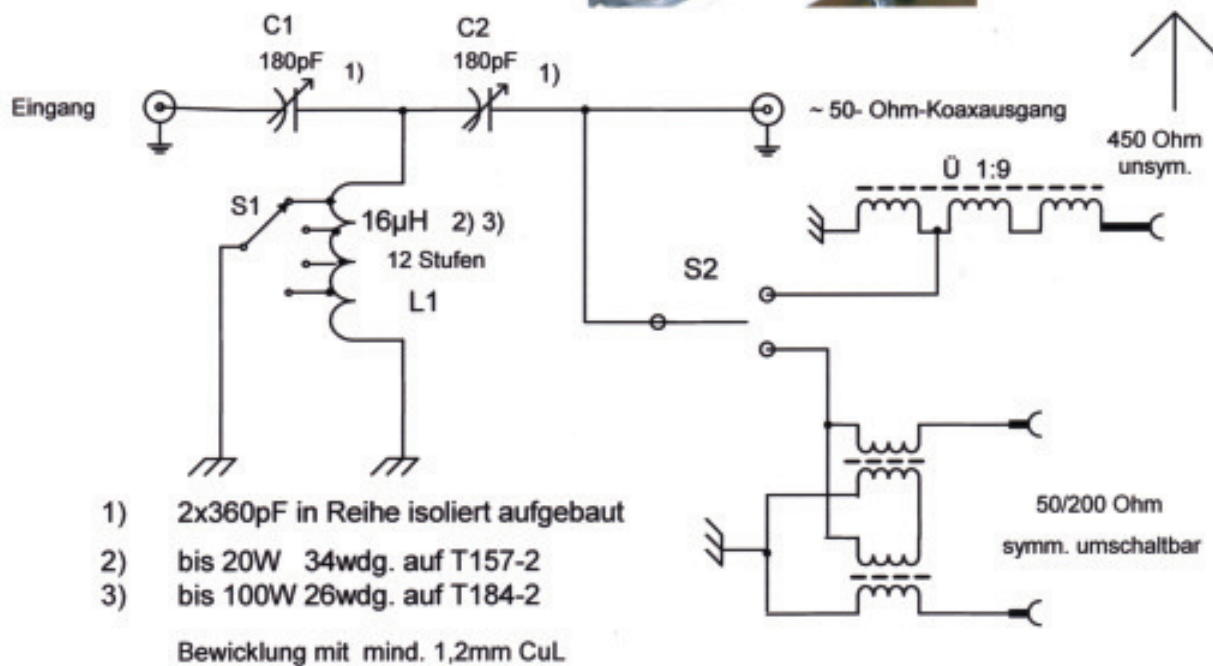 C1
C2
180pF
1)
180pF
1)
Eingang
~ 50- Ohm-Koaxausgang
450 Ohm
unsym.
Ü 1:9
S1
16µH 2) 3)
12 Stufen
L1
S2
1) 2x360pF in Reihe isoliert aufgebaut
2) bis 20W 34wdg. auf T157-2
3) bis 100W 26wdg. auf T184-2
Bewicklung mit mind. 1,2mm CuL
50/200 Ohm
symm. umschaltbar